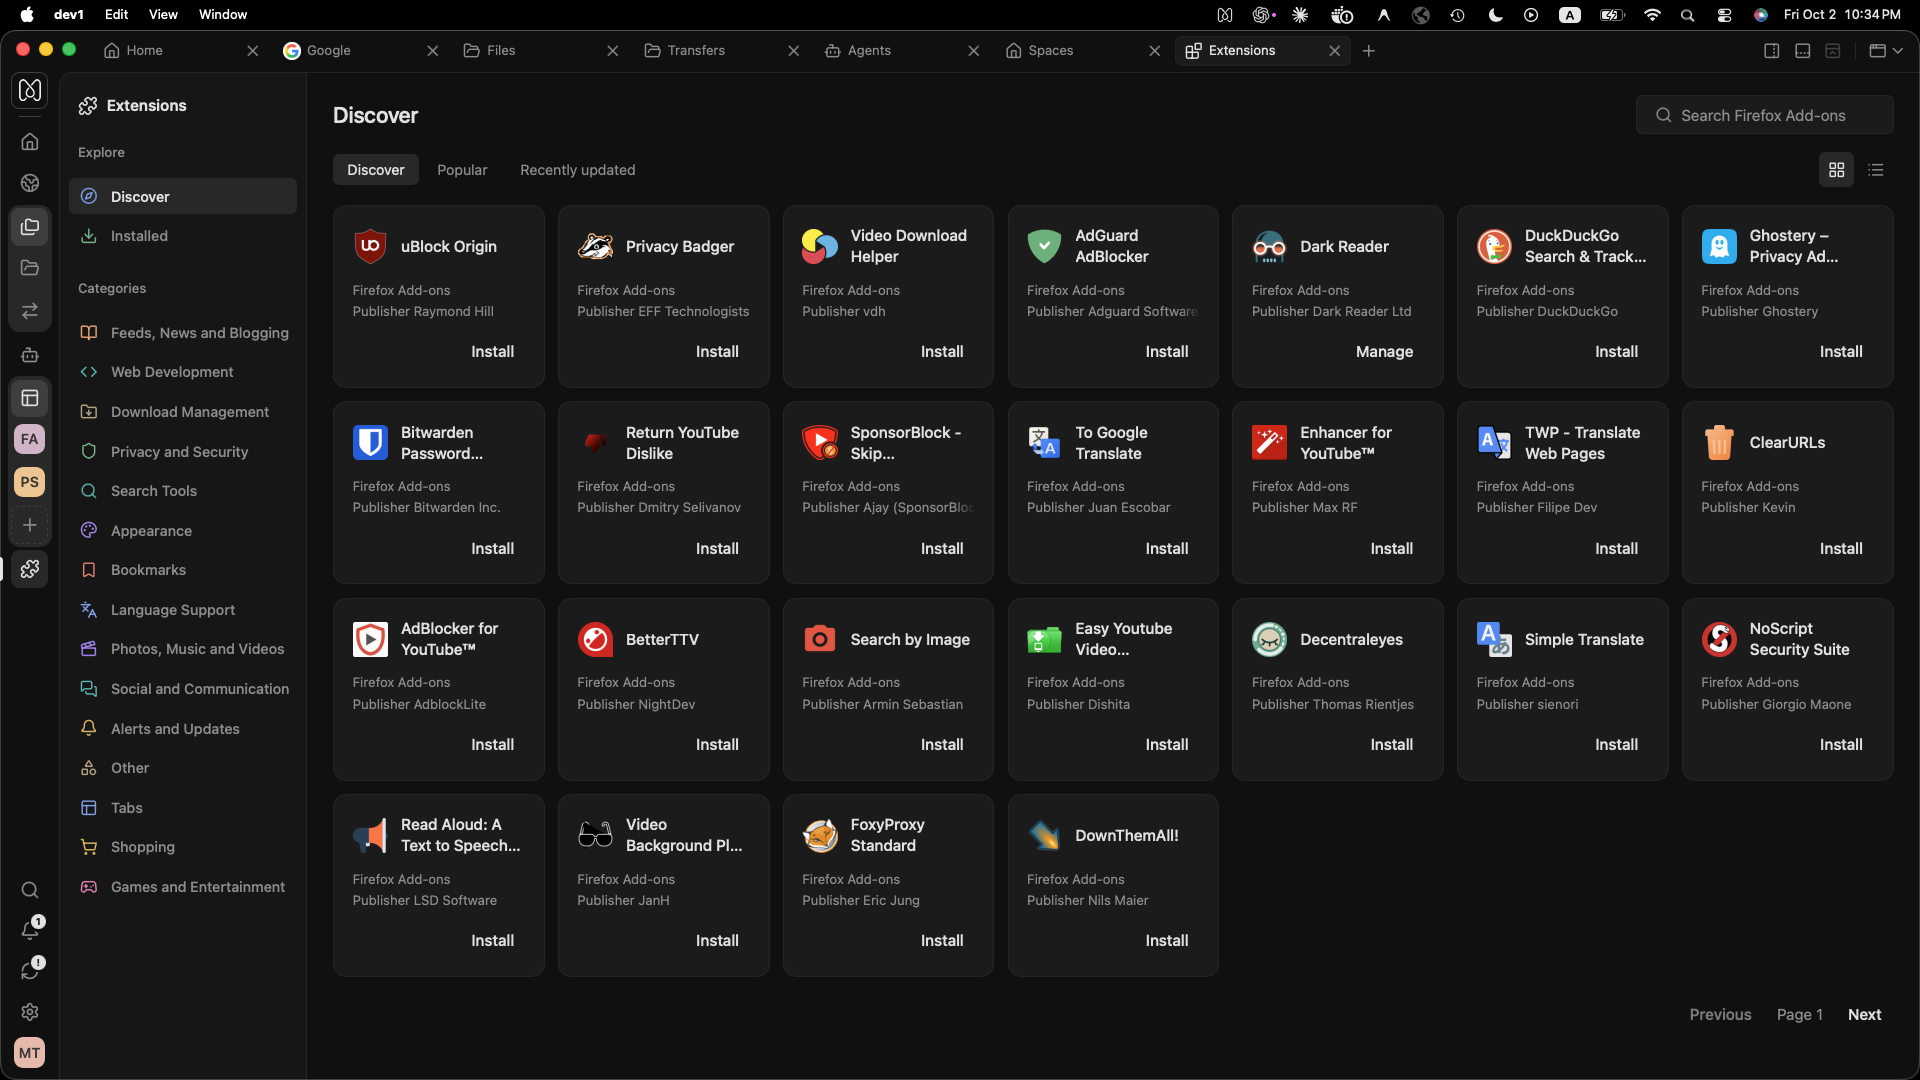 dev1 Edit View Window
A
Fri Oct 2 10:34 PM
Home
Google
Files
Transfers
Agents
Spaces
Extensions
Extensions
Explore
Discover
Installed
Categories
Feeds, News and Blogging
Web Development
Download Management
Privacy and Security
Search Tools
Appearance
Bookmarks
Language Support
Photos, Music and Videos
Social and Communication
Alerts and Updates
Other
Tabs
Shopping
Games and Entertainment
FA
PS
1
!
MT
Discover
Search Firefox Add-ons
Discover Popular Recently updated
uBlock Origin
Firefox Add-ons
Publisher Raymond Hill
Install
Privacy Badger
Firefox Add-ons
Publisher EFF Technologists
Install
Video Download
Helper
Firefox Add-ons
Publisher vdh
Install
AdGuard
AdBlocker
Firefox Add-ons
Publisher Adguard Software
Install
Dark Reader
Firefox Add-ons
Publisher Dark Reader Ltd
Manage
DuckDuckGo
Search & Track...
Firefox Add-ons
Publisher DuckDuckGo
Install
Ghostery –
Privacy Ad...
Firefox Add-ons
Publisher Ghostery
Install
Bitwarden
Password...
Firefox Add-ons
Publisher Bitwarden Inc.
Install
Return YouTube
Dislike
Firefox Add-ons
Publisher Dmitry Selivanov
Install
SponsorBlock -
Skip...
Firefox Add-ons
Publisher Ajay (SponsorBloc
Install
To Google
Translate
Firefox Add-ons
Publisher Juan Escobar
Install
Enhancer for
YouTube™
Firefox Add-ons
Publisher Max RF
Install
TWP - Translate
Web Pages
Firefox Add-ons
Publisher Filipe Dev
Install
ClearURLs
Firefox Add-ons
Publisher Kevin
Install
AdBlocker for
YouTube™
Firefox Add-ons
Publisher AdblockLite
Install
BetterTTV
Firefox Add-ons
Publisher NightDev
Install
Search by Image
Firefox Add-ons
Publisher Armin Sebastian
Install
Easy Youtube
Video...
Firefox Add-ons
Publisher Dishita
Install
Decentraleyes
Firefox Add-ons
Publisher Thomas Rientjes
Install
Simple Translate
Firefox Add-ons
Publisher sienori
Install
NoScript
Security Suite
Firefox Add-ons
Publisher Giorgio Maone
Install
Read Aloud: A
Text to Speech...
Firefox Add-ons
Publisher LSD Software
Install
Video
Background Pl...
Firefox Add-ons
Publisher JanH
Install
FoxyProxy
Standard
Firefox Add-ons
Publisher Eric Jung
Install
DownThemAll!
Firefox Add-ons
Publisher Nils Maier
Install
Previous Page 1 Next